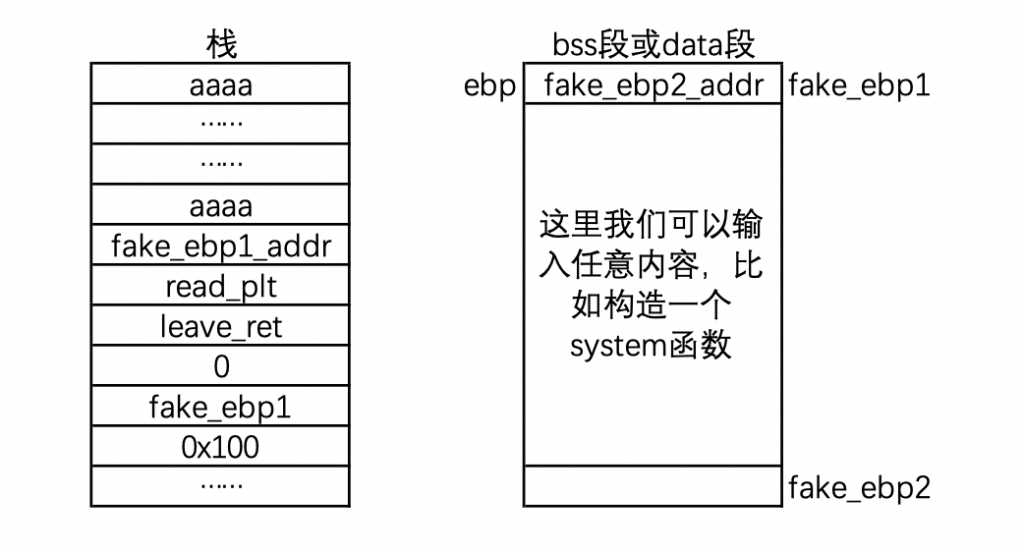 栈
aaaa
……
……
aaaa
fake_ebp1_addr
read_plt
leave_ret
0
fake_ebp1
0x100
……
bss段或data段
ebp
fake_ebp2_addr
fake_ebp1
这里我们可以输
入任意内容，比
如构造一个
system函数
fake_ebp2